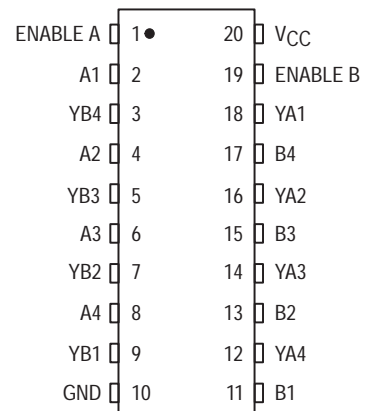 ENABLE A 1 20 VCC
A1 2 19 ENABLE B
YB4 3 18 YA1
A2 4 17 B4
YB3 5 16 YA2
A3 6 15 B3
YB2 7 14 YA3
A4 8 13 B2
YB1 9 12 YA4
GND 10 11 B1